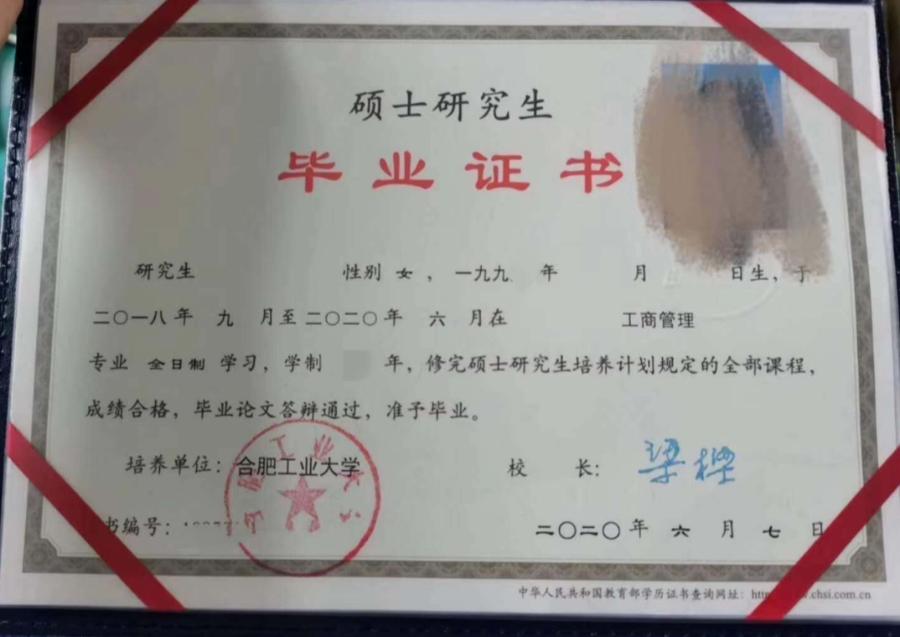 硕士研究生
毕业证书
研究生 性别 女 ，一九九 年 月 日生，于
二〇一八年 九 月至二〇二〇年 六 月在 工商管理
专业 全日制 学习，学制 年，修完硕士研究生培养计划规定的全部课程，
成绩合格，毕业论文答辩通过，准予毕业。
培养单位：合肥工业大学 校 长：梁樑
书编号：
二〇二〇年 六 月 七 日
中华人民共和国教育部学历证书查询网址：http .chsi.com.cn